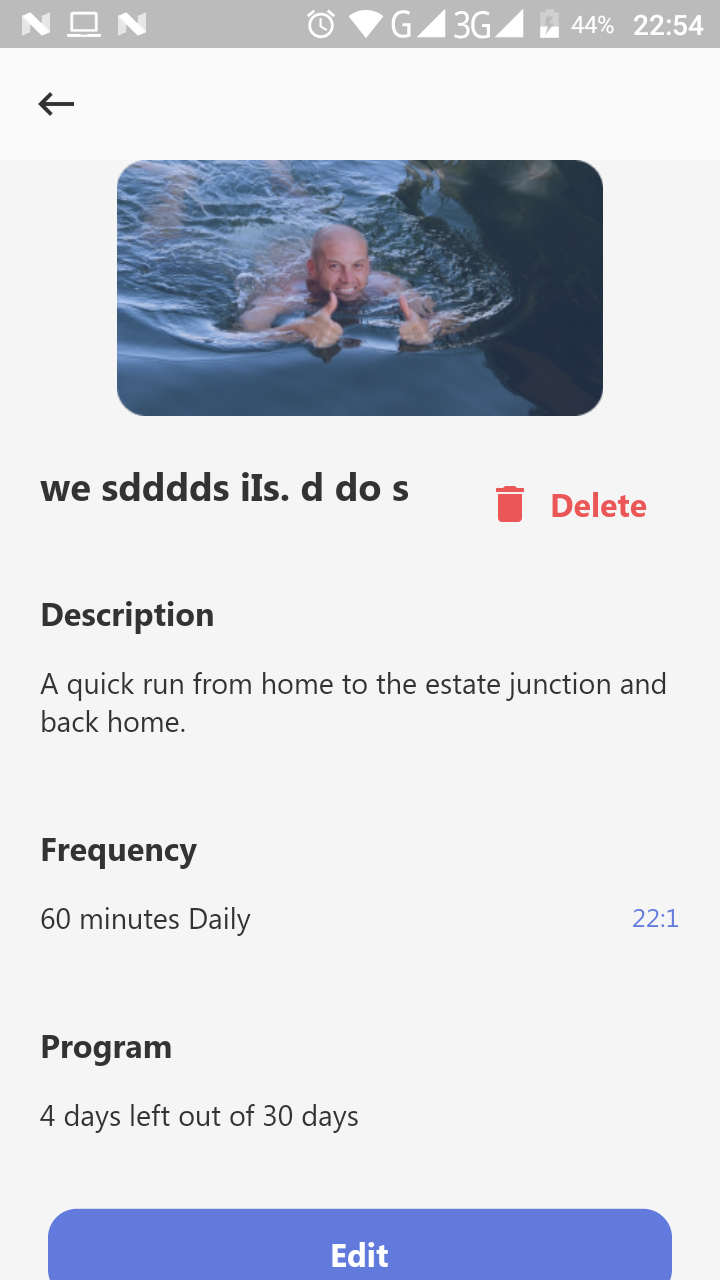 G 3G 44% 22:54
we sdddds iIs. d do s
Delete
Description
A quick run from home to the estate junction and
back home.
Frequency
60 minutes Daily 22:1
Program
4 days left out of 30 days
Edit